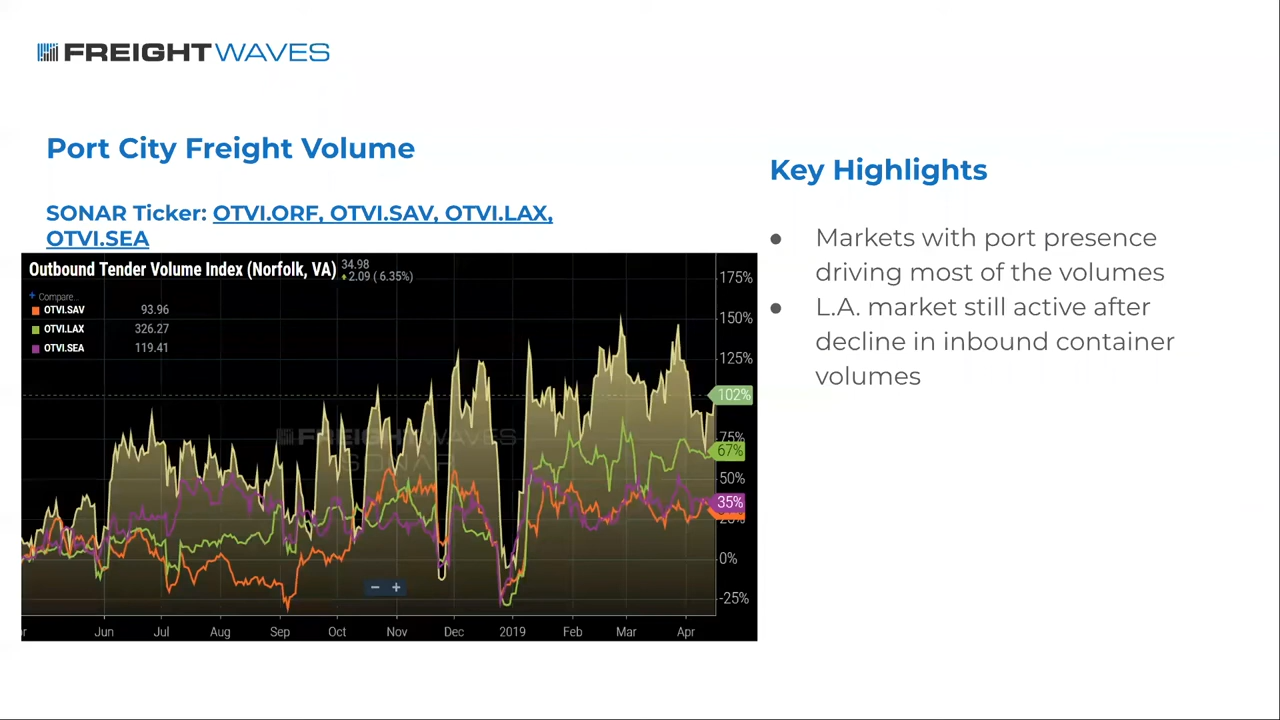 FREIGHTWAVES
Port City Freight Volume
SONAR Ticker: OTVI.ORF, OTVI.SAV, OTVI.LAX,
OTVI.SEA
Key Highlights
● Markets with port presence
driving most of the volumes
● L.A. market still active after
decline in inbound container
volumes
Outbound Tender Volume Index (Norfolk, VA)
34.98
2.09 ( 6.35%)
+ Compare...
OTVI.SAV 93.96
OTVI.LAX 326.27
OTVI.SEA 119.41
FREIGHTWAVES
SONAR
175%
150%
125%
102%
75%
67%
50%
35%
0%
-25%
− +
Jun Jul Aug Sep Oct Nov Dec 2019 Feb Mar Apr